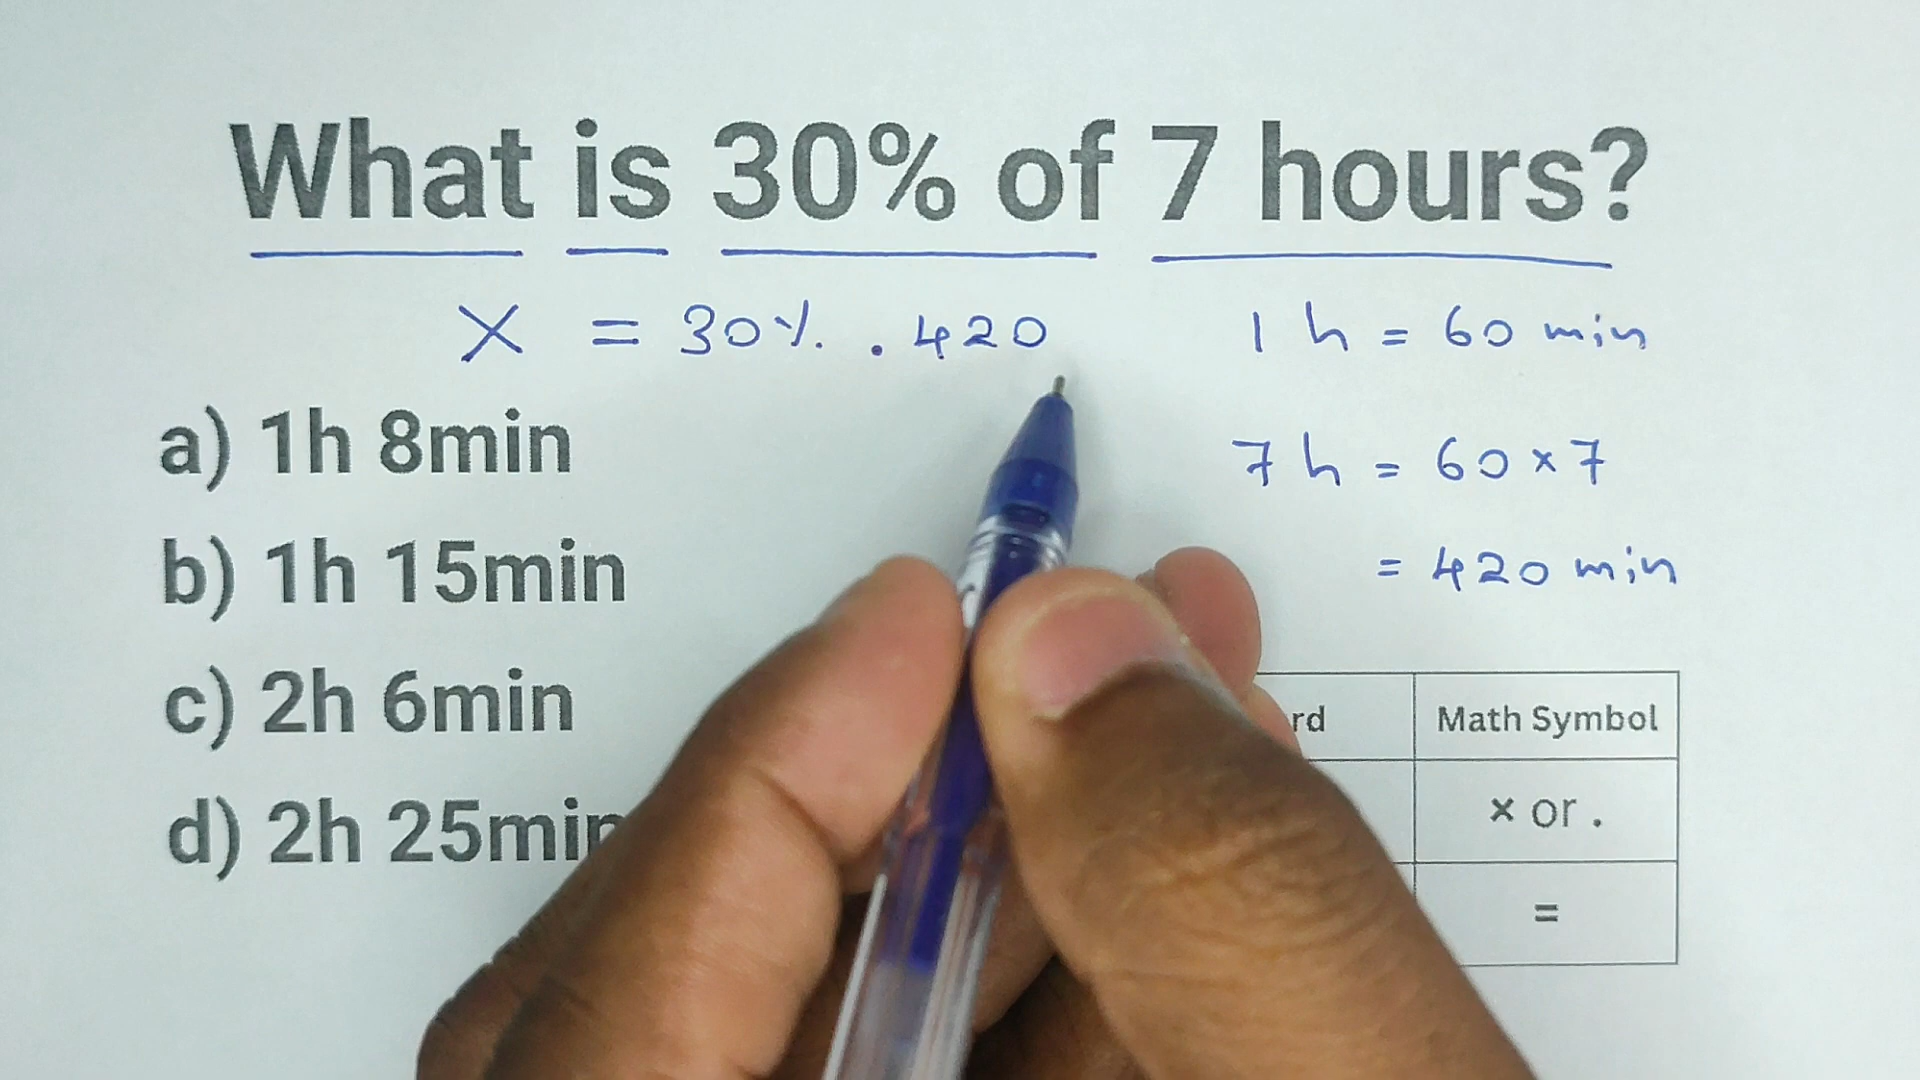 What is 30% of 7 hours?
X = 30% . 420
1 h = 60 min
7 h = 60 × 7
= 420 min
a) 1h 8min
b) 1h 15min
c) 2h 6min
d) 2h 25min
rd Math Symbol
× or .
=